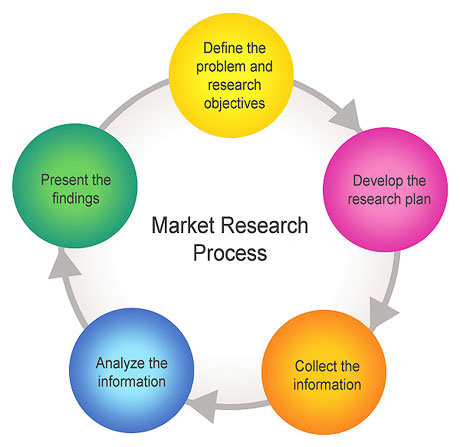 Define the
problem and
research
objectives
Develop the
research plan
Collect the
information
Analyze the
information
Present the
findings
Market Research
Process